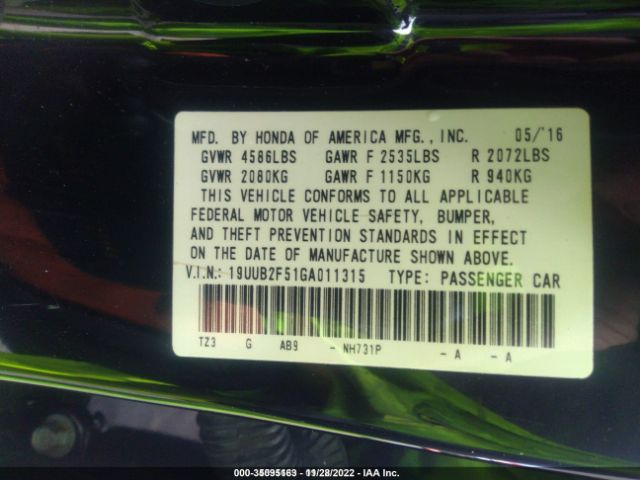 MFD. BY HONDA OF AMERICA MFG., INC. 05/'16
GVWR 4586LBS GAWR F 2535LBS R 2072LBS
GVWR 2080KG GAWR F 1150KG R 940KG
THIS VEHICLE CONFORMS TO ALL APPLICABLE
FEDERAL MOTOR VEHICLE SAFETY, BUMPER,
AND THEFT PREVENTION STANDARDS IN EFFECT
ON THE DATE OF MANUFACTURE SHOWN ABOVE.
V.I.N.: 19UUB2F51GA011315 TYPE: PASSENGER CAR
TZ3 G AB9 - NH731P - A - A
11/28/2022 - IAA Inc.